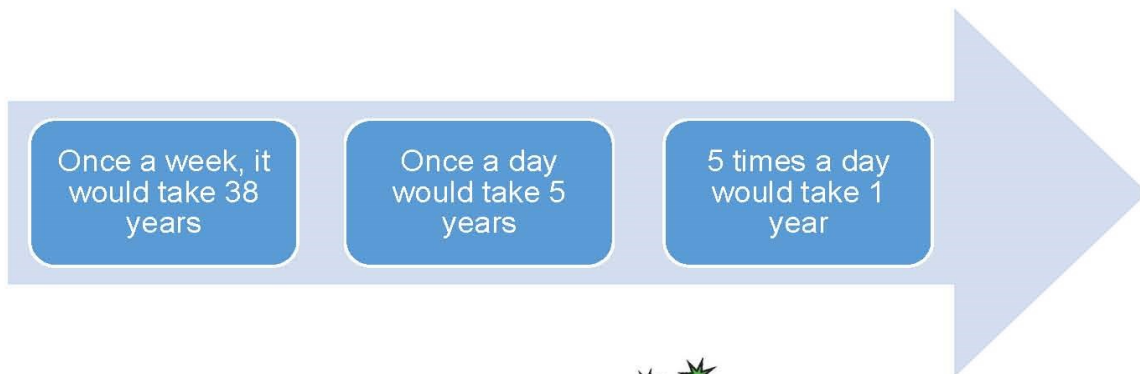 Once a week, it
would take 38
years
Once a day
would take 5
years
5 times a day
would take 1
year